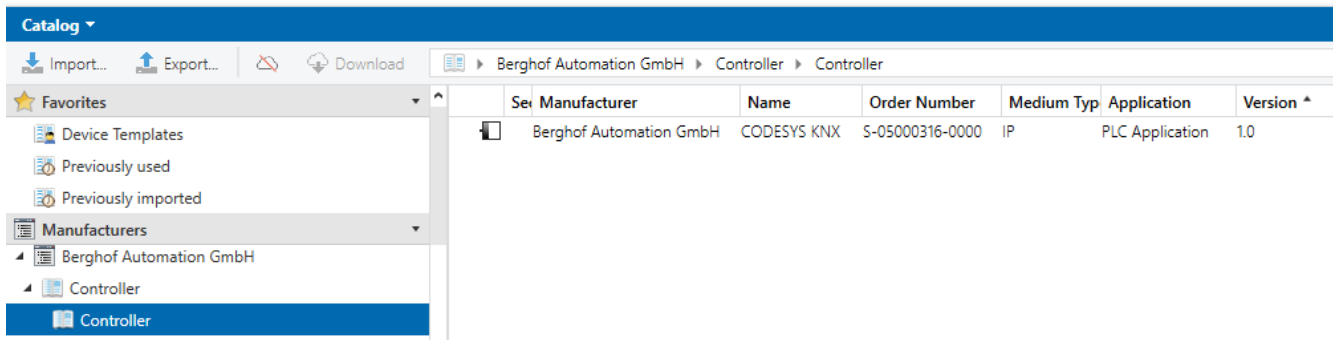 Catalog
Import... Export... Download Berghof Automation GmbH Controller Controller
Favorites
Sec Manufacturer Name Order Number Medium Typ Application Version
Device Templates
Berghof Automation GmbH CODESYS KNX S-05000316-0000 IP PLC Application 1.0
Previously used
Previously imported
Manufacturers
Berghof Automation GmbH
Controller
Controller